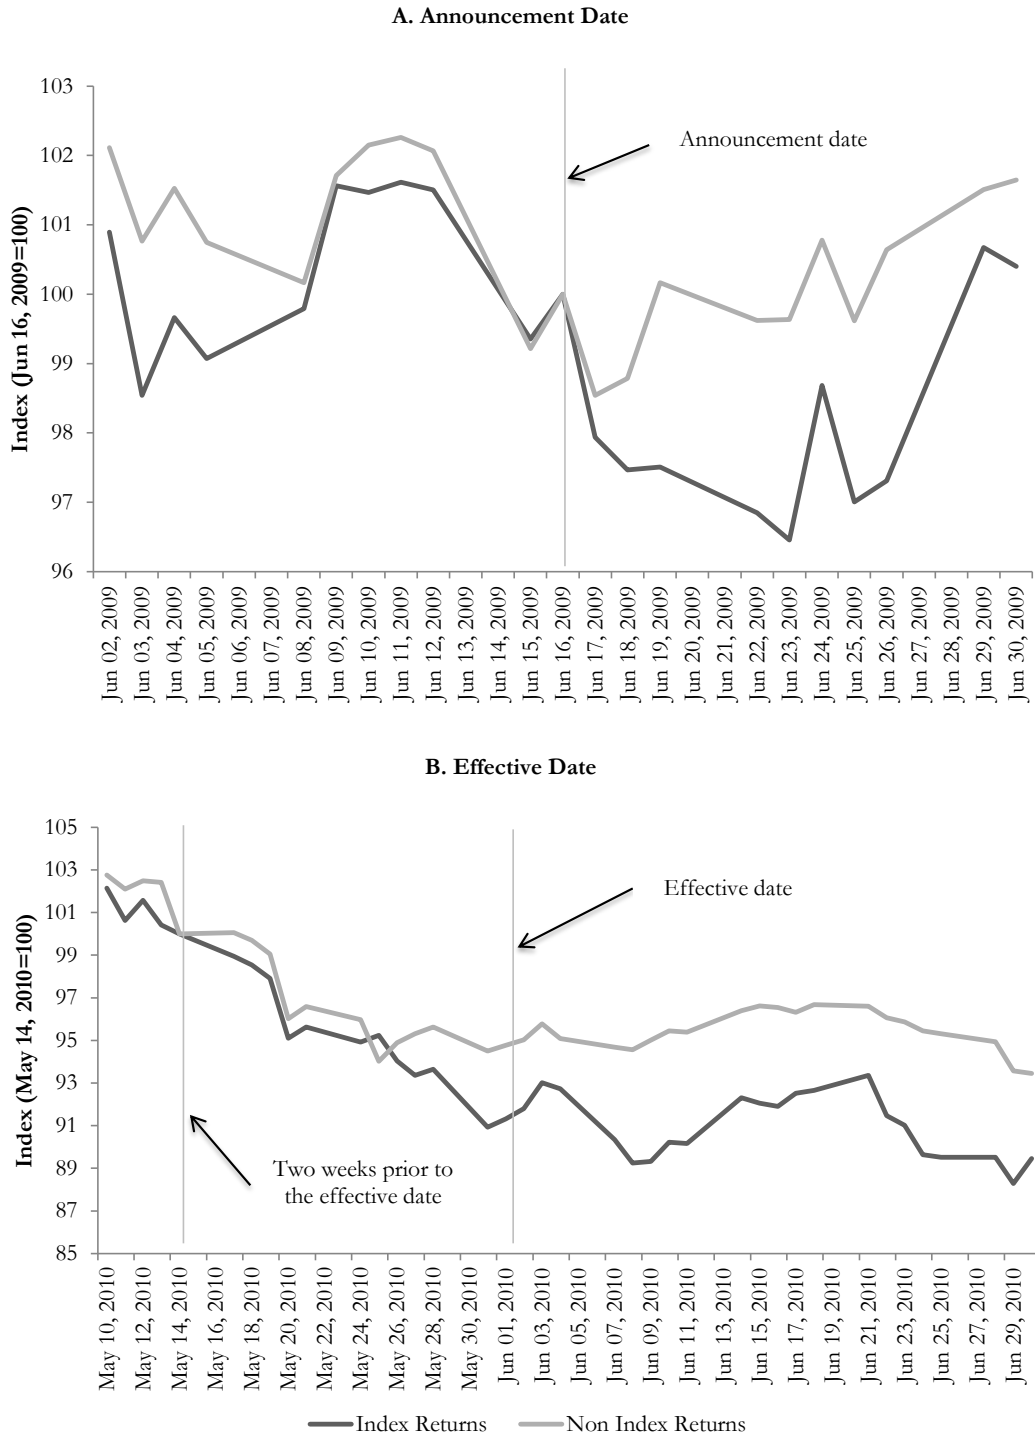 A. Announcement Date
103
102
101
100
99
98
97
96
Index (Jun 16, 2009=100)
Announcement date
Jun 02, 2009
Jun 03, 2009
Jun 04, 2009
Jun 05, 2009
Jun 06, 2009
Jun 07, 2009
Jun 08, 2009
Jun 09, 2009
Jun 10, 2009
Jun 11, 2009
Jun 12, 2009
Jun 13, 2009
Jun 14, 2009
Jun 15, 2009
Jun 16, 2009
Jun 17, 2009
Jun 18, 2009
Jun 19, 2009
Jun 20, 2009
Jun 21, 2009
Jun 22, 2009
Jun 23, 2009
Jun 24, 2009
Jun 25, 2009
Jun 26, 2009
Jun 27, 2009
Jun 28, 2009
Jun 29, 2009
Jun 30, 2009
B. Effective Date
105
103
101
99
97
95
93
91
89
87
85
Index (May 14, 2010=100)
Effective date
Two weeks prior to
the effective date
May 10, 2010
May 12, 2010
May 14, 2010
May 16, 2010
May 18, 2010
May 20, 2010
May 22, 2010
May 24, 2010
May 26, 2010
May 28, 2010
May 30, 2010
Jun 01, 2010
Jun 03, 2010
Jun 05, 2010
Jun 07, 2010
Jun 09, 2010
Jun 11, 2010
Jun 13, 2010
Jun 15, 2010
Jun 17, 2010
Jun 19, 2010
Jun 21, 2010
Jun 23, 2010
Jun 25, 2010
Jun 27, 2010
Jun 29, 2010
Index Returns
Non Index Returns